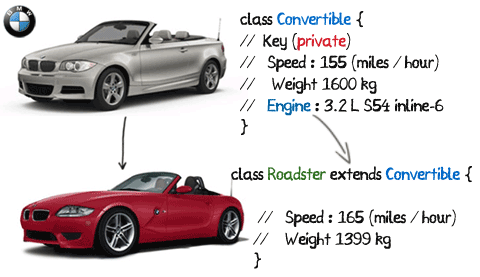 BMW
class Convertible {
// Key (private)
// Speed : 155 (miles / hour)
// Weight 1600 kg
// Engine : 3.2 L S54 inline-6
}
class Roadster extends Convertible {
// Speed : 165 (miles / hour)
// Weight 1399 kg
}